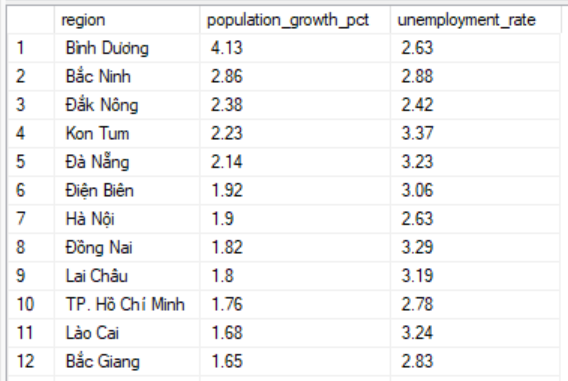 region population_growth_pct unemployment_rate
1 Bình Dương 4.13 2.63
2 Bắc Ninh 2.86 2.88
3 Đắk Nông 2.38 2.42
4 Kon Tum 2.23 3.37
5 Đà Nẵng 2.14 3.23
6 Điện Biên 1.92 3.06
7 Hà Nội 1.9 2.63
8 Đồng Nai 1.82 3.29
9 Lai Châu 1.8 3.19
10 TP. Hồ Chí Minh 1.76 2.78
11 Lào Cai 1.68 3.24
12 Bắc Giang 1.65 2.83